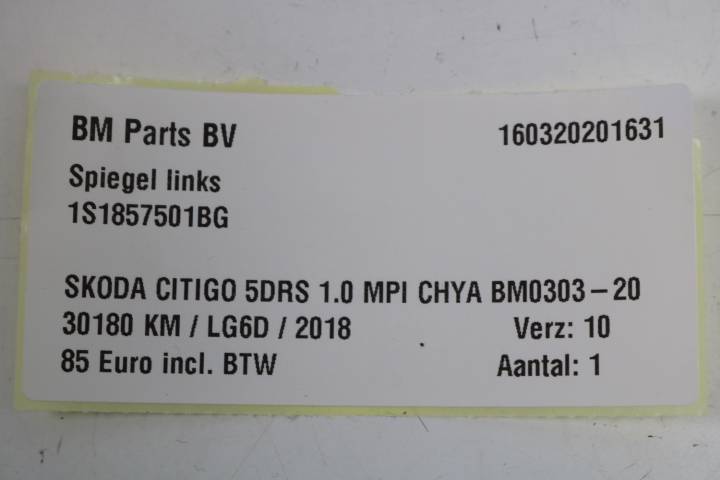 BM Parts BV 160320201631
Spiegel links
1S1857501BG
SKODA CITIGO 5DRS 1.0 MPI CHYA BM0303-20
30180 KM / LG6D / 2018 Verz: 10
85 Euro incl. BTW Aantal: 1